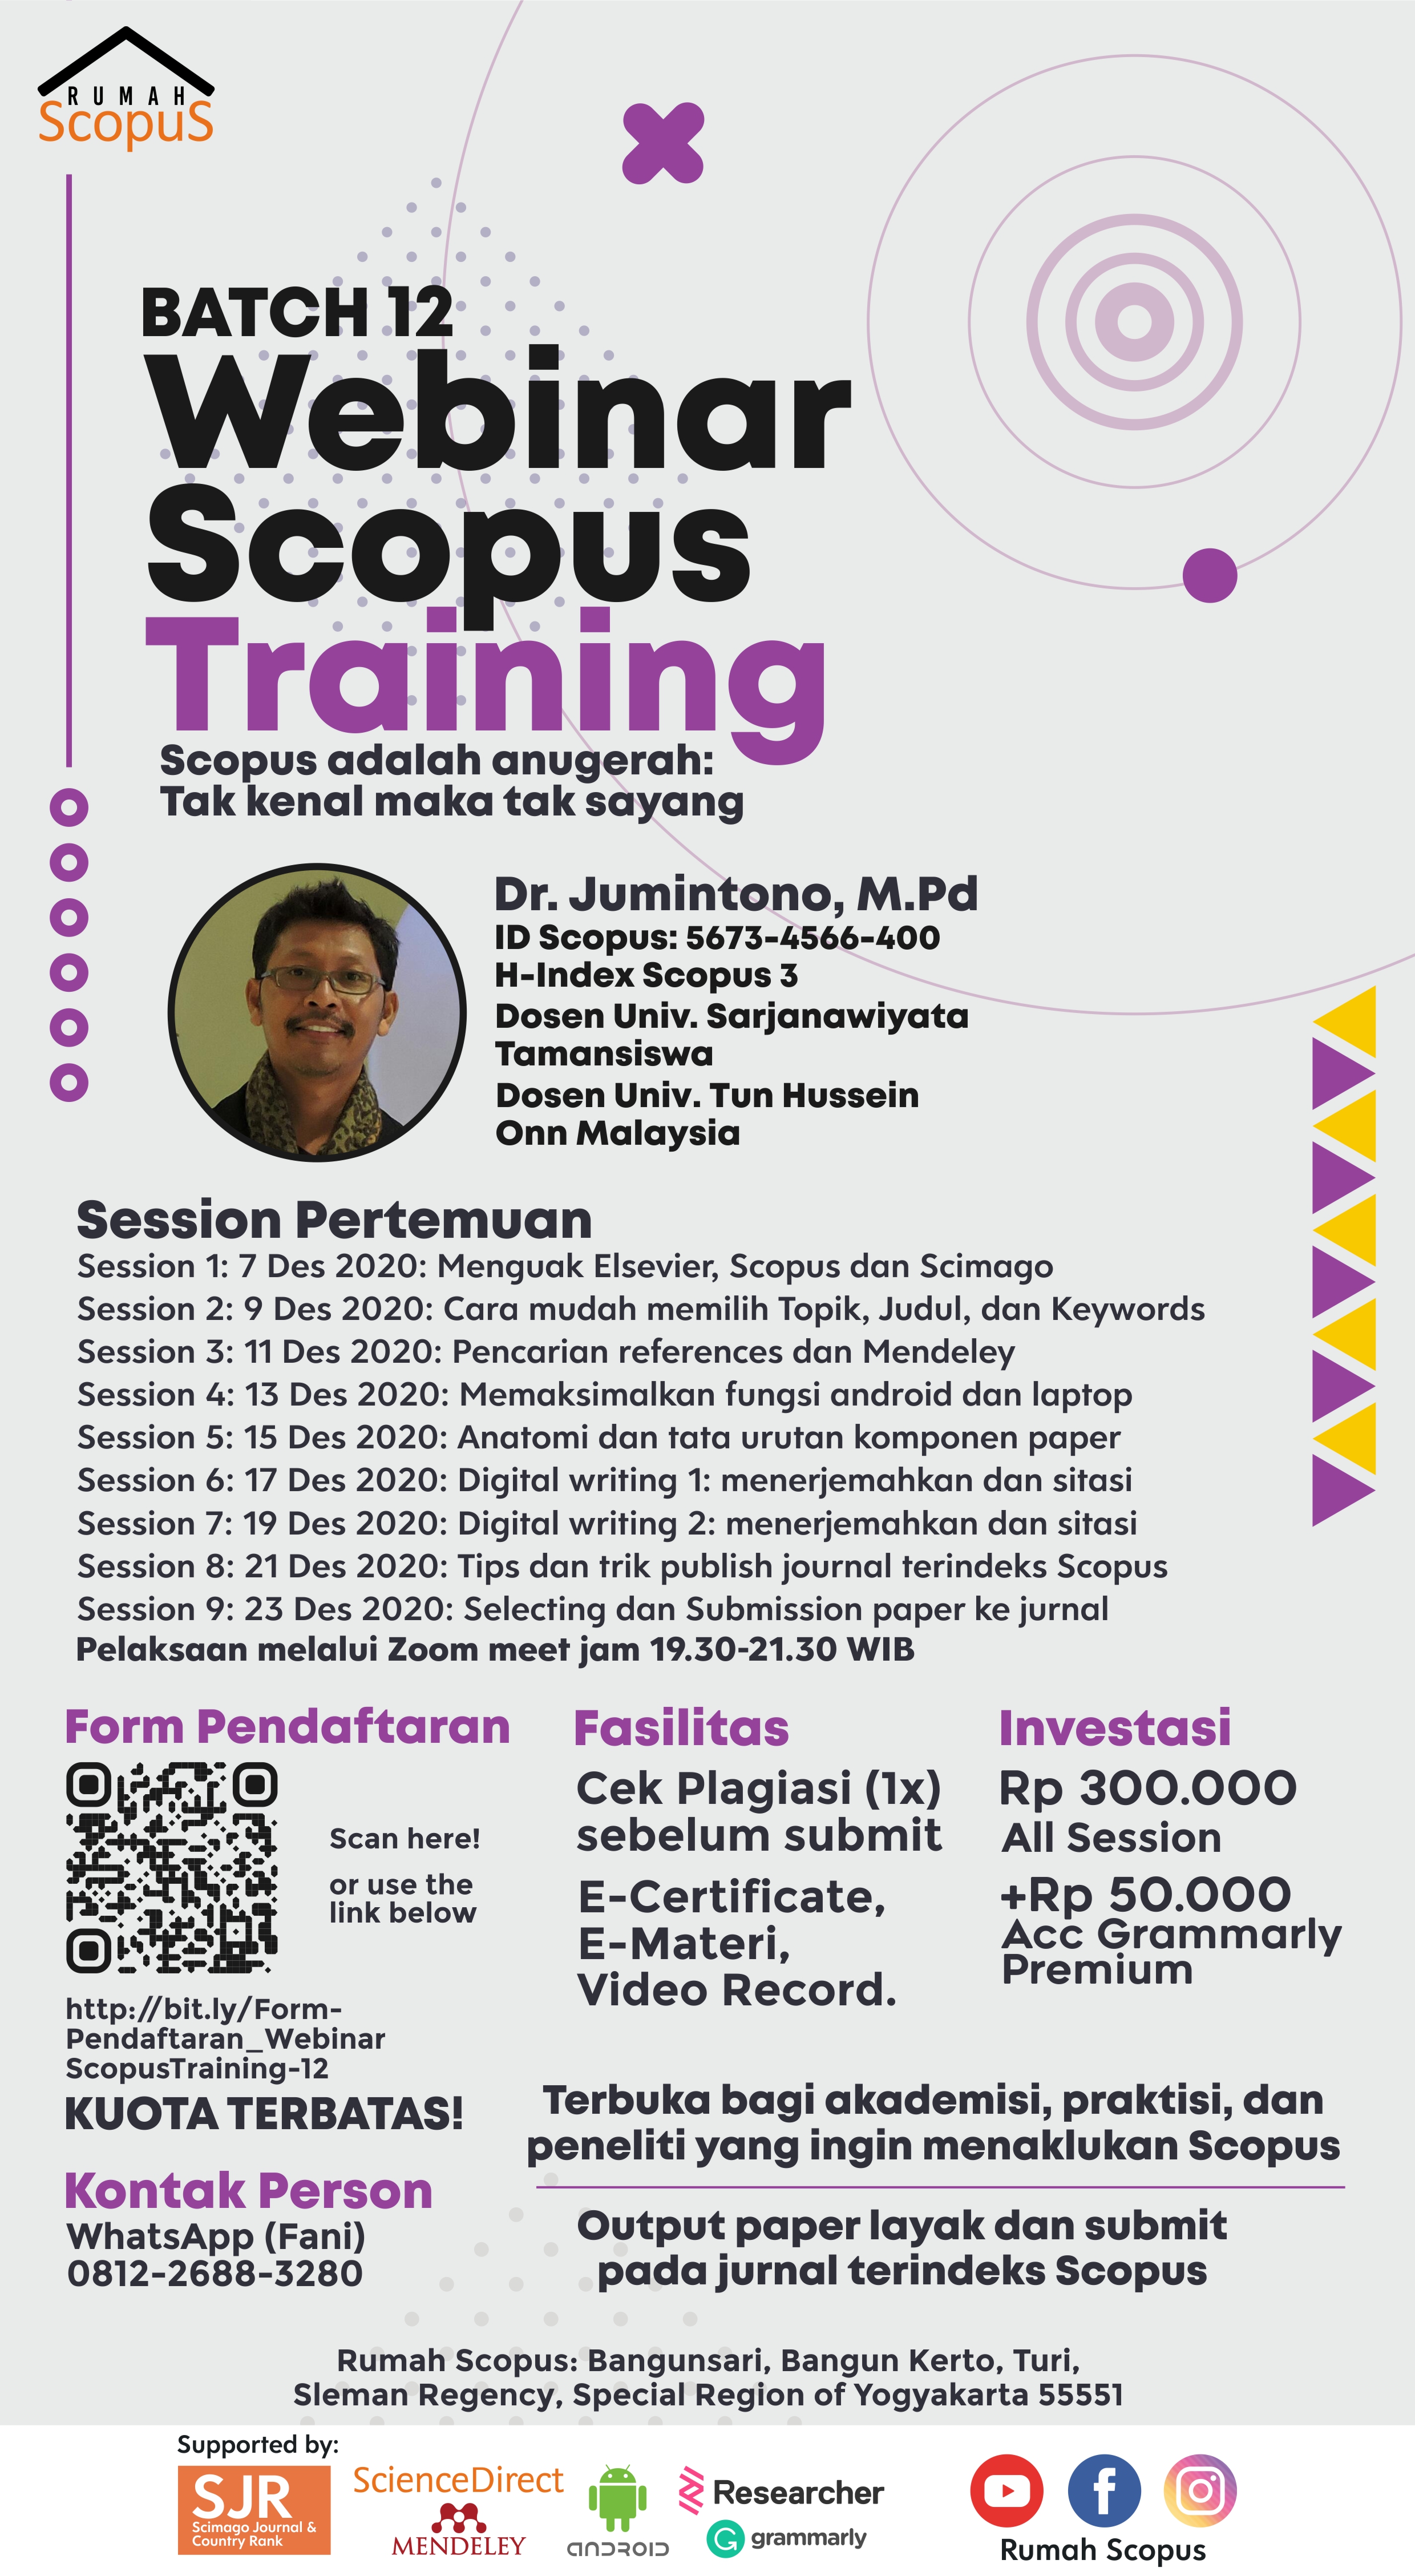 RUMAH
ScopuS
BATCH 12
Webinar
Scopus
Training
Scopus adalah anugerah:
Tak kenal maka tak sayang
Dr. Jumintono, M.Pd
ID Scopus: 5673-4566-400
H-Index Scopus 3
Dosen Univ. Sarjanawiyata
Tamansiswa
Dosen Univ. Tun Hussein
Onn Malaysia
Session Pertemuan
Session 1: 7 Des 2020: Menguak Elsevier, Scopus dan Scimago
Session 2: 9 Des 2020: Cara mudah memilih Topik, Judul, dan Keywords
Session 3: 11 Des 2020: Pencarian references dan Mendeley
Session 4: 13 Des 2020: Memaksimalkan fungsi android dan laptop
Session 5: 15 Des 2020: Anatomi dan tata urutan komponen paper
Session 6: 17 Des 2020: Digital writing 1: menerjemahkan dan sitasi
Session 7: 19 Des 2020: Digital writing 2: menerjemahkan dan sitasi
Session 8: 21 Des 2020: Tips dan trik publish journal terindeks Scopus
Session 9: 23 Des 2020: Selecting dan Submission paper ke jurnal
Pelaksaan melalui Zoom meet jam 19.30-21.30 WIB
Form Pendaftaran
Scan here!
or use the
link below
http://bit.ly/Form-
Pendaftaran_Webinar
ScopusTraining-12
KUOTA TERBATAS!
Kontak Person
WhatsApp (Fani)
0812-2688-3280
Fasilitas
Cek Plagiasi (1x)
sebelum submit
E-Certificate,
E-Materi,
Video Record.
Investasi
Rp 300.000
All Session
+Rp 50.000
Acc Grammarly
Premium
Terbuka bagi akademisi, praktisi, dan
peneliti yang ingin menaklukan Scopus
Output paper layak dan submit
pada jurnal terindeks Scopus
Rumah Scopus: Bangunsari, Bangun Kerto, Turi,
Sleman Regency, Special Region of Yogyakarta 55551
Supported by:
SJR
Scimago Journal &
Country Rank
ScienceDirect
MENDELEY
ANDROID
Researcher
grammarly
Rumah Scopus